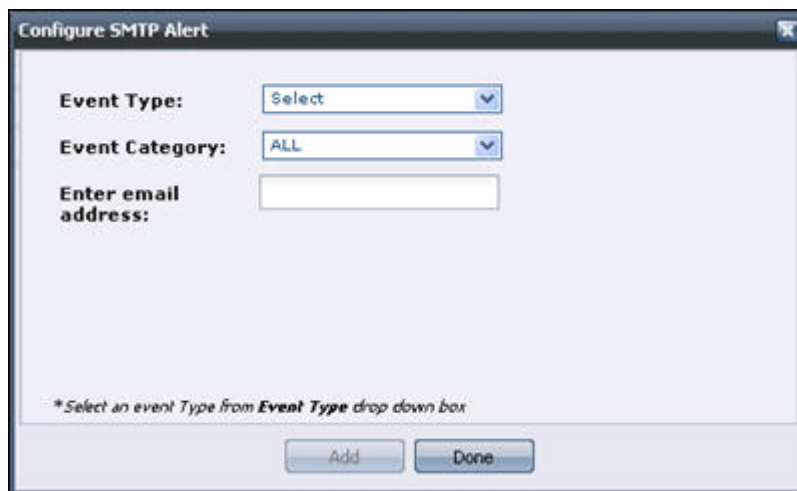 Configure SMTP Alert
Event Type: Select
Event Category: ALL
Enter email
address:
*Select an event Type from Event Type drop down box
Add Done